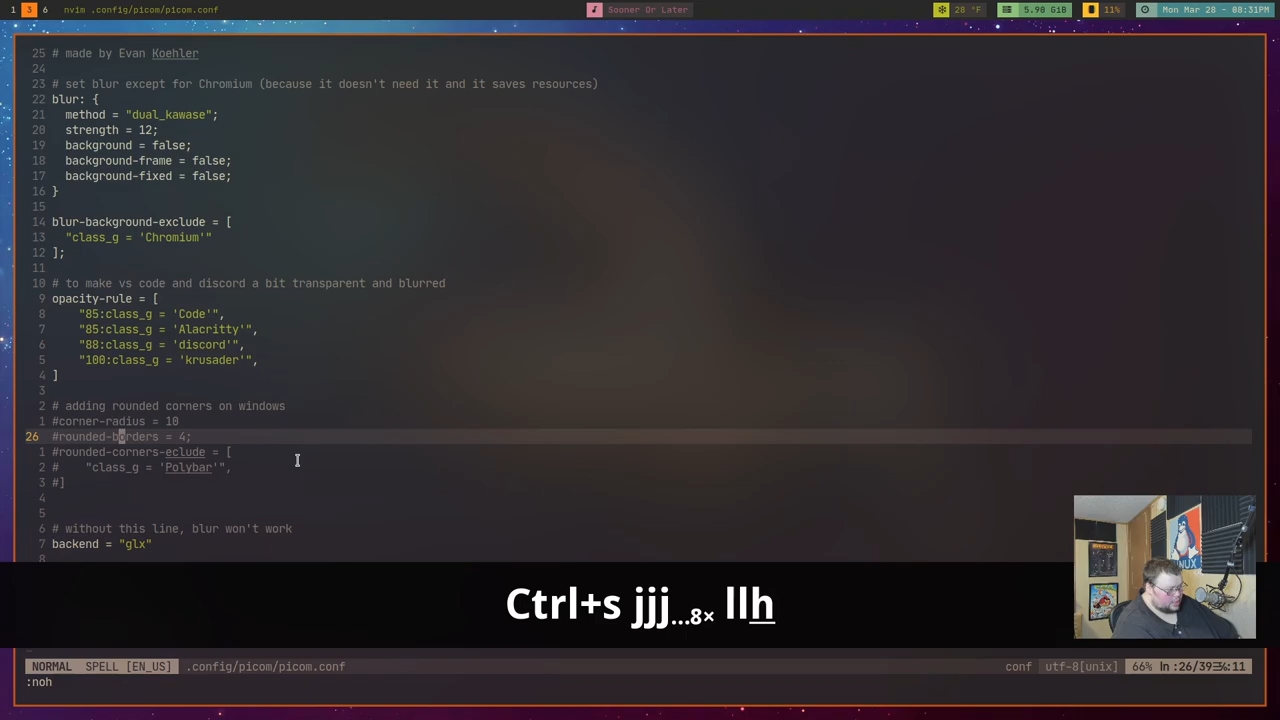 1 3 6 nvim .config/picom/picom.conf Sooner Or Later 28 °F 5.90 GiB 11% Mon Mar 28 - 08:31PM
25 # made by Evan Koehler
24
23 # set blur except for Chromium (because it doesn't need it and it saves resources)
22 blur: {
21 method = "dual_kawase";
20 strength = 12;
19 background = false;
18 background-frame = false;
17 background-fixed = false;
16 }
15
14 blur-background-exclude = [
13 "class_g = 'Chromium'"
12 ];
11
10 # to make vs code and discord a bit transparent and blurred
9 opacity-rule = [
8 "85:class_g = 'Code'",
7 "85:class_g = 'Alacritty'",
6 "88:class_g = 'discord'",
5 "100:class_g = 'krusader'",
4 ]
3
2 # adding rounded corners on windows
1 #corner-radius = 10
26 #rounded-borders = 4;
1 #rounded-corners-eclude = [
2 # "class_g = 'Polybar'",
3 #]
4
5
6 # without this line, blur won't work
7 backend = "glx"
8
Ctrl+s jjj...8× llh
LINUX
NORMAL SPELL [EN_US] .config/picom/picom.conf conf utf-8[unix] 66% ln :26/39☰℅:11
:noh